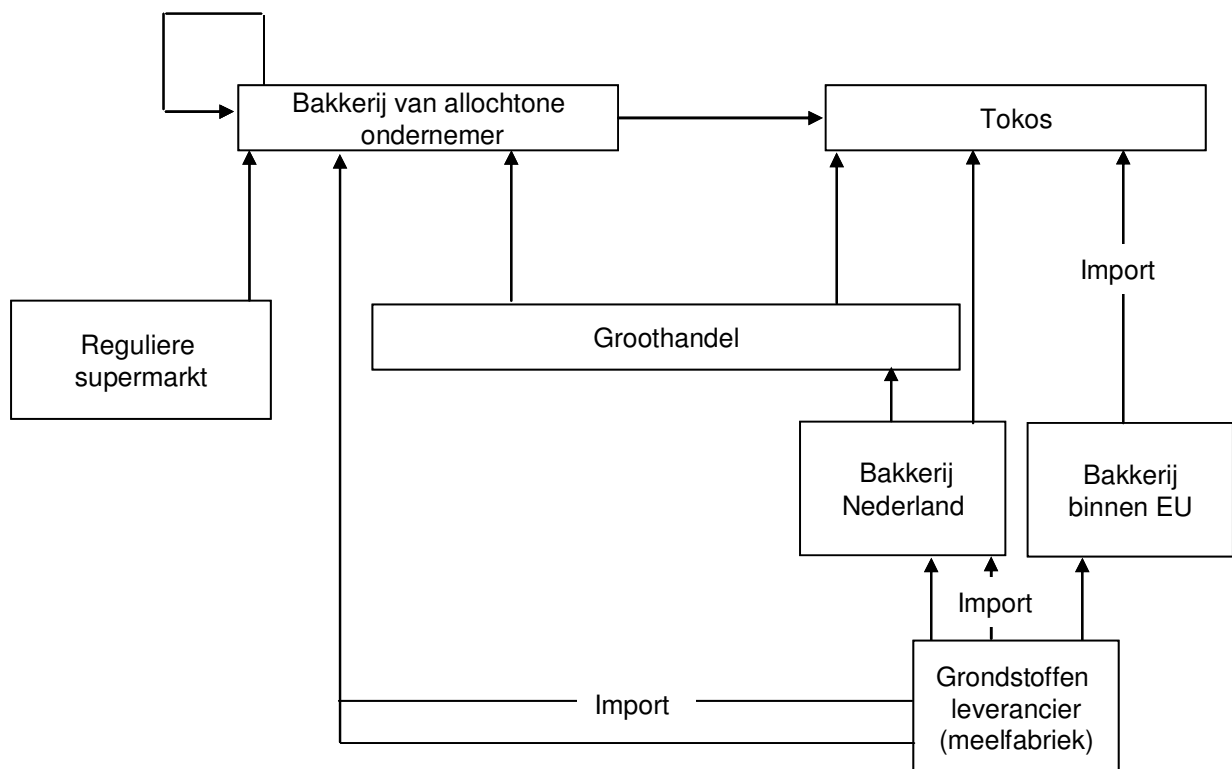 Bakkerij van allochtone
ondernemer
Tokos
Import
Reguliere
supermarkt
Groothandel
Bakkerij
Nederland
Bakkerij
binnen EU
Import
Grondstoffen
leverancier
(meelfabriek)
Import